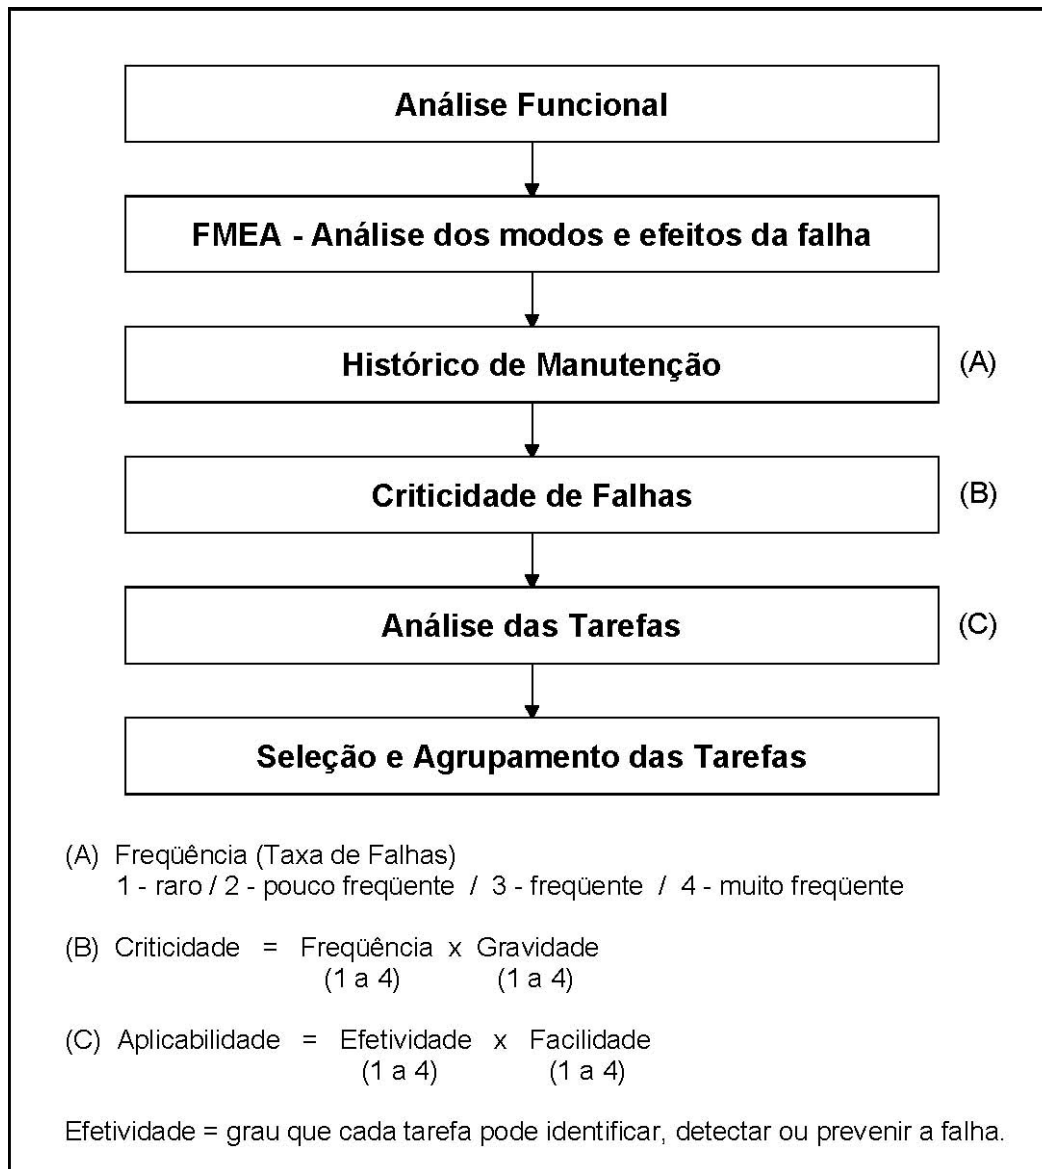 Análise Funcional
FMEA - Análise dos modos e efeitos da falha
Histórico de Manutenção (A)
Criticidade de Falhas (B)
Análise das Tarefas (C)
Seleção e Agrupamento das Tarefas
(A) Freqüência (Taxa de Falhas)
1 - raro / 2 - pouco freqüente / 3 - freqüente / 4 - muito freqüente
(B) Criticidade = Freqüência x Gravidade
(1 a 4) (1 a 4)
(C) Aplicabilidade = Efetividade x Facilidade
(1 a 4) (1 a 4)
Efetividade = grau que cada tarefa pode identificar, detectar ou prevenir a falha.